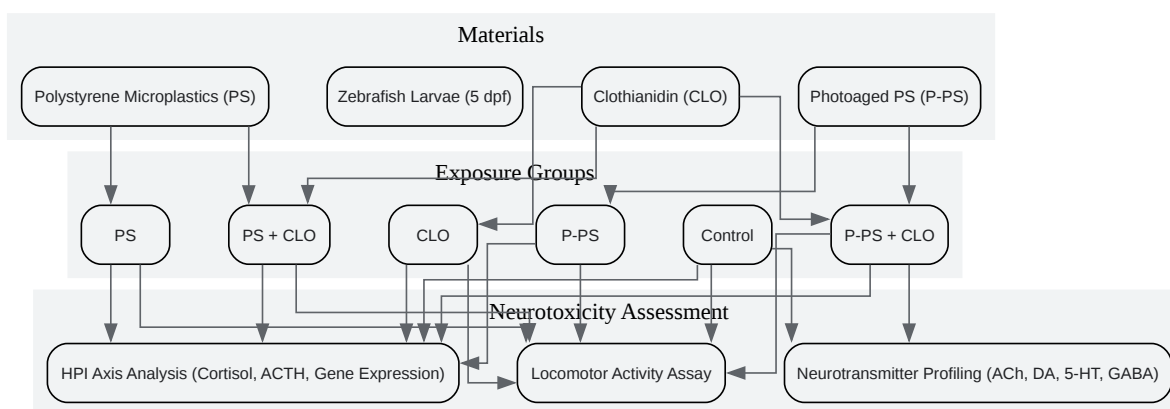 Materials
Polystyrene Microplastics (PS)
Zebrafish Larvae (5 dpf)
Clothianidin (CLO)
Photoaged PS (P-PS)
Exposure Groups
PS
PS + CLO
CLO
P-PS
Control
P-PS + CLO
Neurotoxicity Assessment
HPI Axis Analysis (Cortisol, ACTH, Gene Expression)
Locomotor Activity Assay
Neurotransmitter Profiling (ACh, DA, 5-HT, GABA)